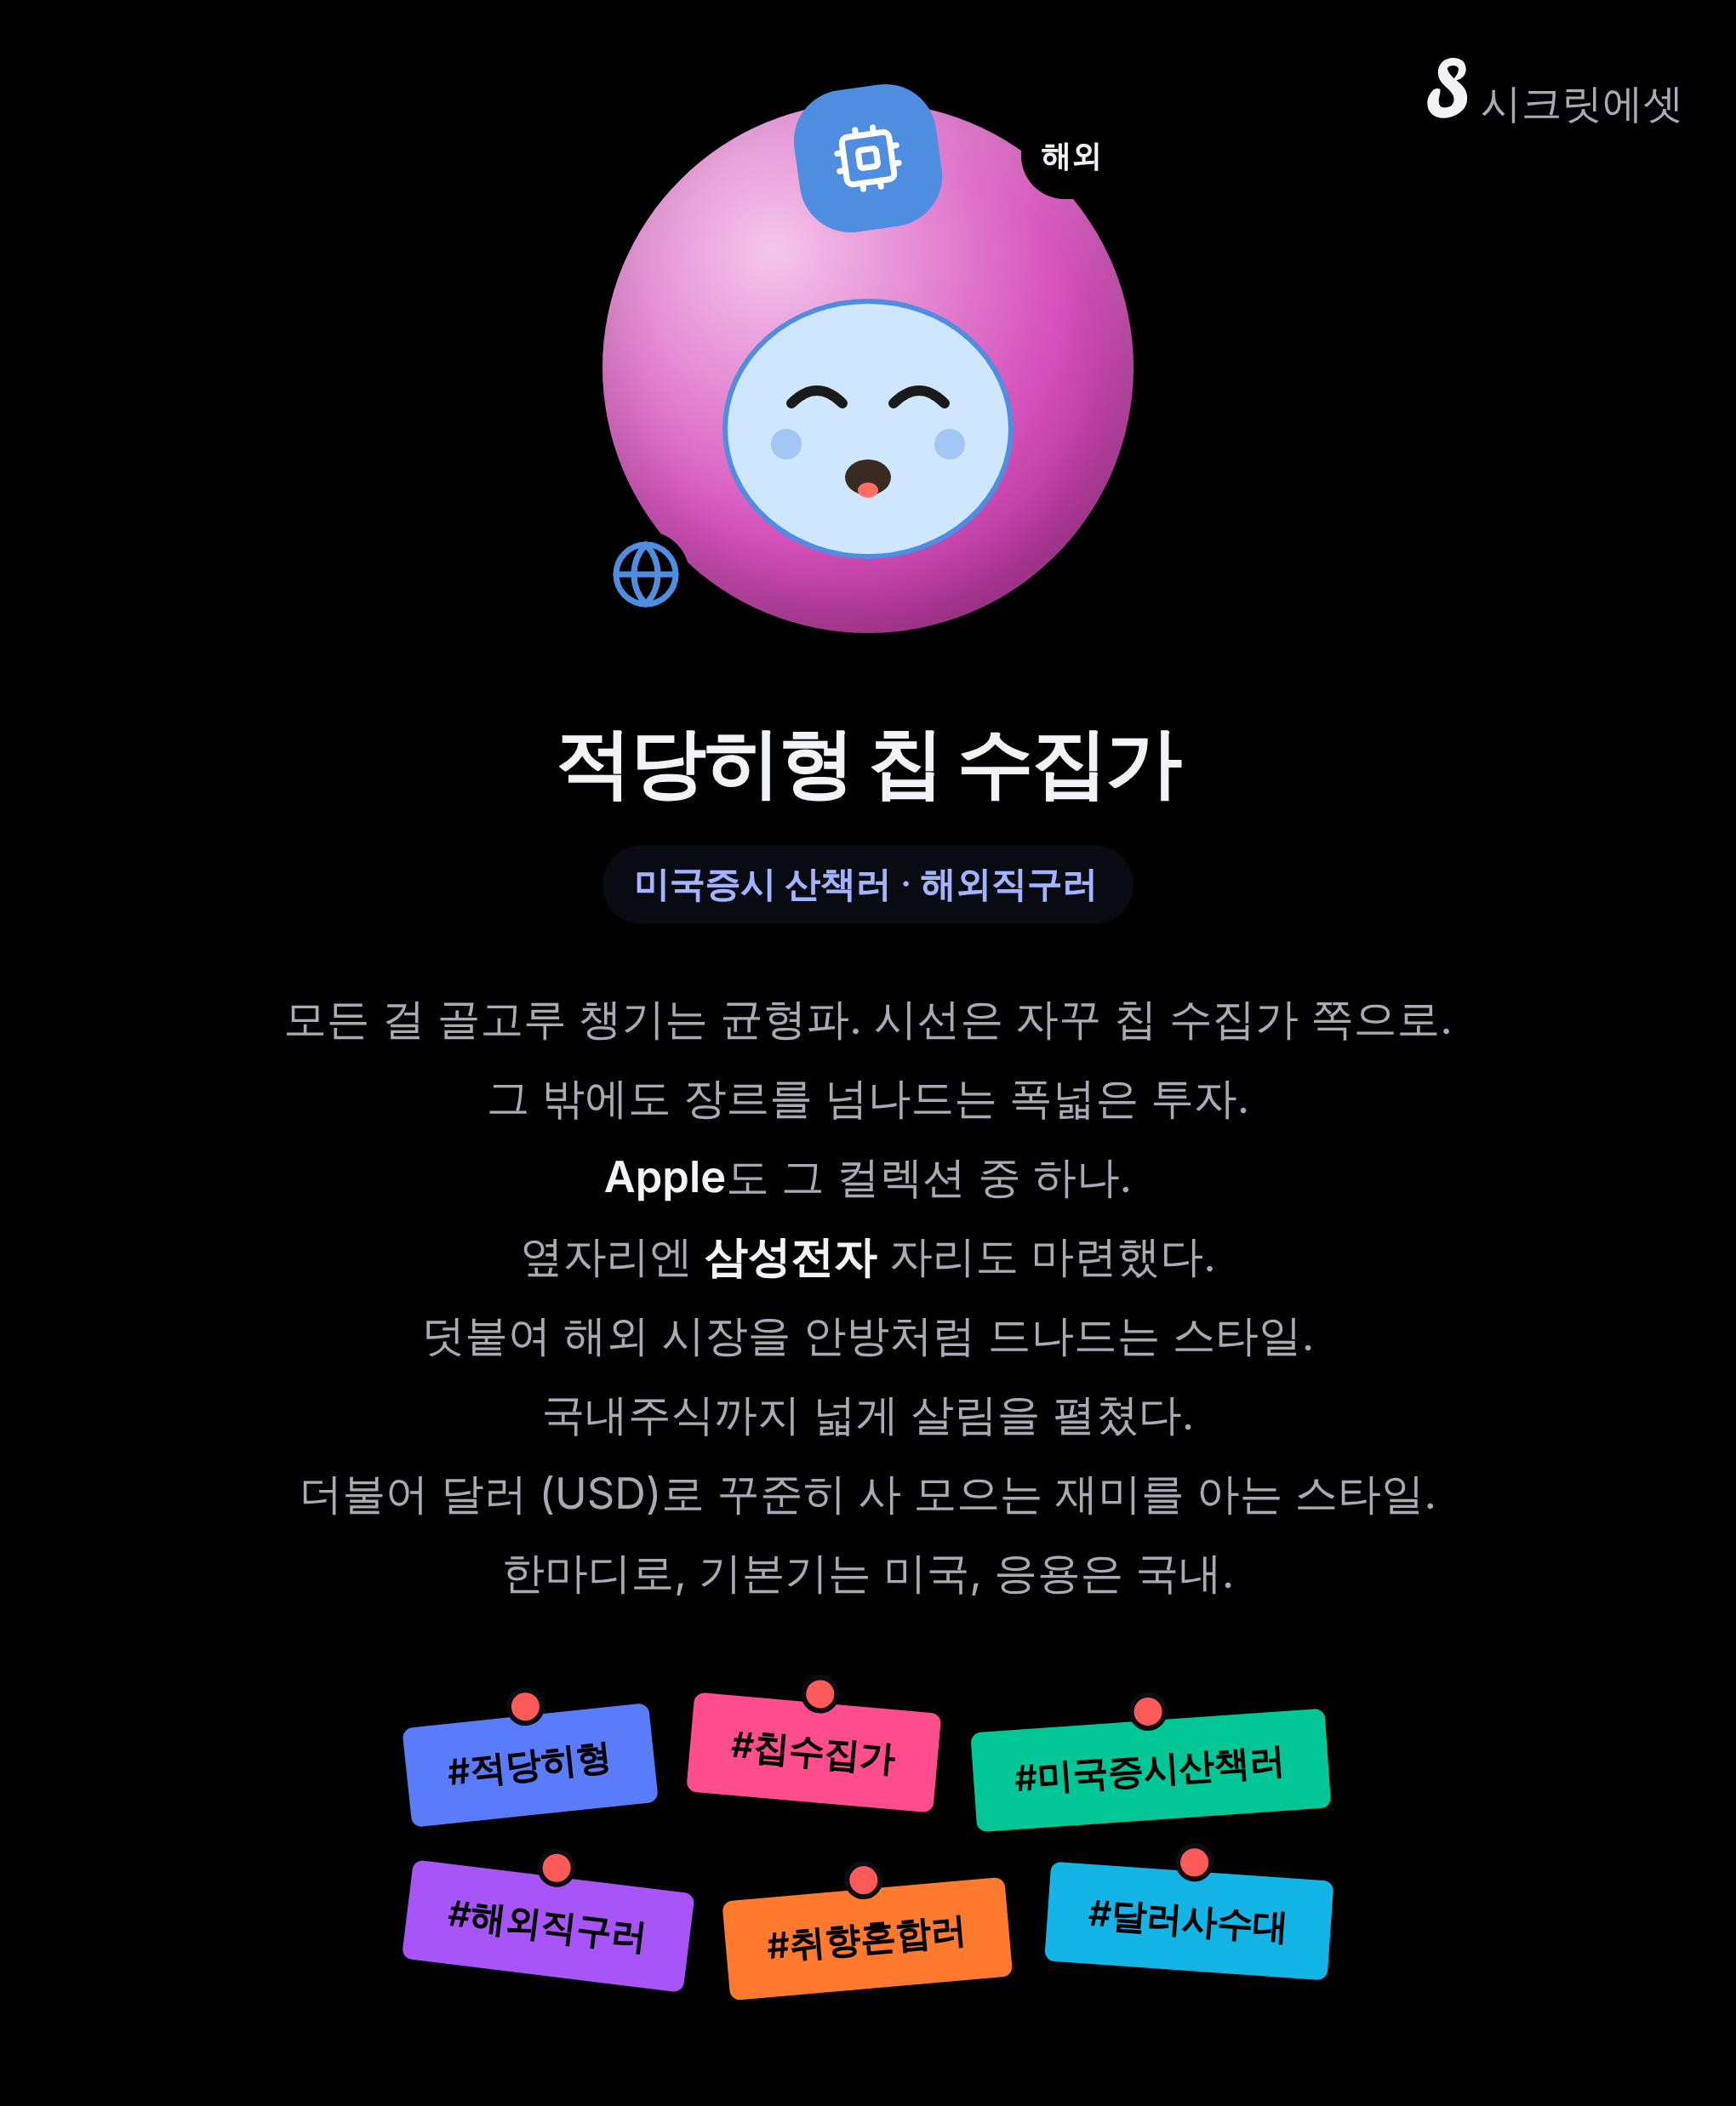 시크릿에셋
해외
적당히형 칩 수집가
미국증시 산책러 · 해외직구러
모든 걸 골고루 챙기는 균형파. 시선은 자꾸 칩 수집가 쪽으로.
그 밖에도 장르를 넘나드는 폭넓은 투자.
Apple도 그 컬렉션 중 하나.
옆자리엔 삼성전자 자리도 마련했다.
덧붙여 해외 시장을 안방처럼 드나드는 스타일.
국내주식까지 넓게 살림을 펼쳤다.
더불어 달러 (USD)로 꾸준히 사 모으는 재미를 아는 스타일.
한마디로, 기본기는 미국, 응용은 국내.
#적당히형 #칩수집가 #미국증시산책러
#해외직구러 #취향혼합러 #달러사수대